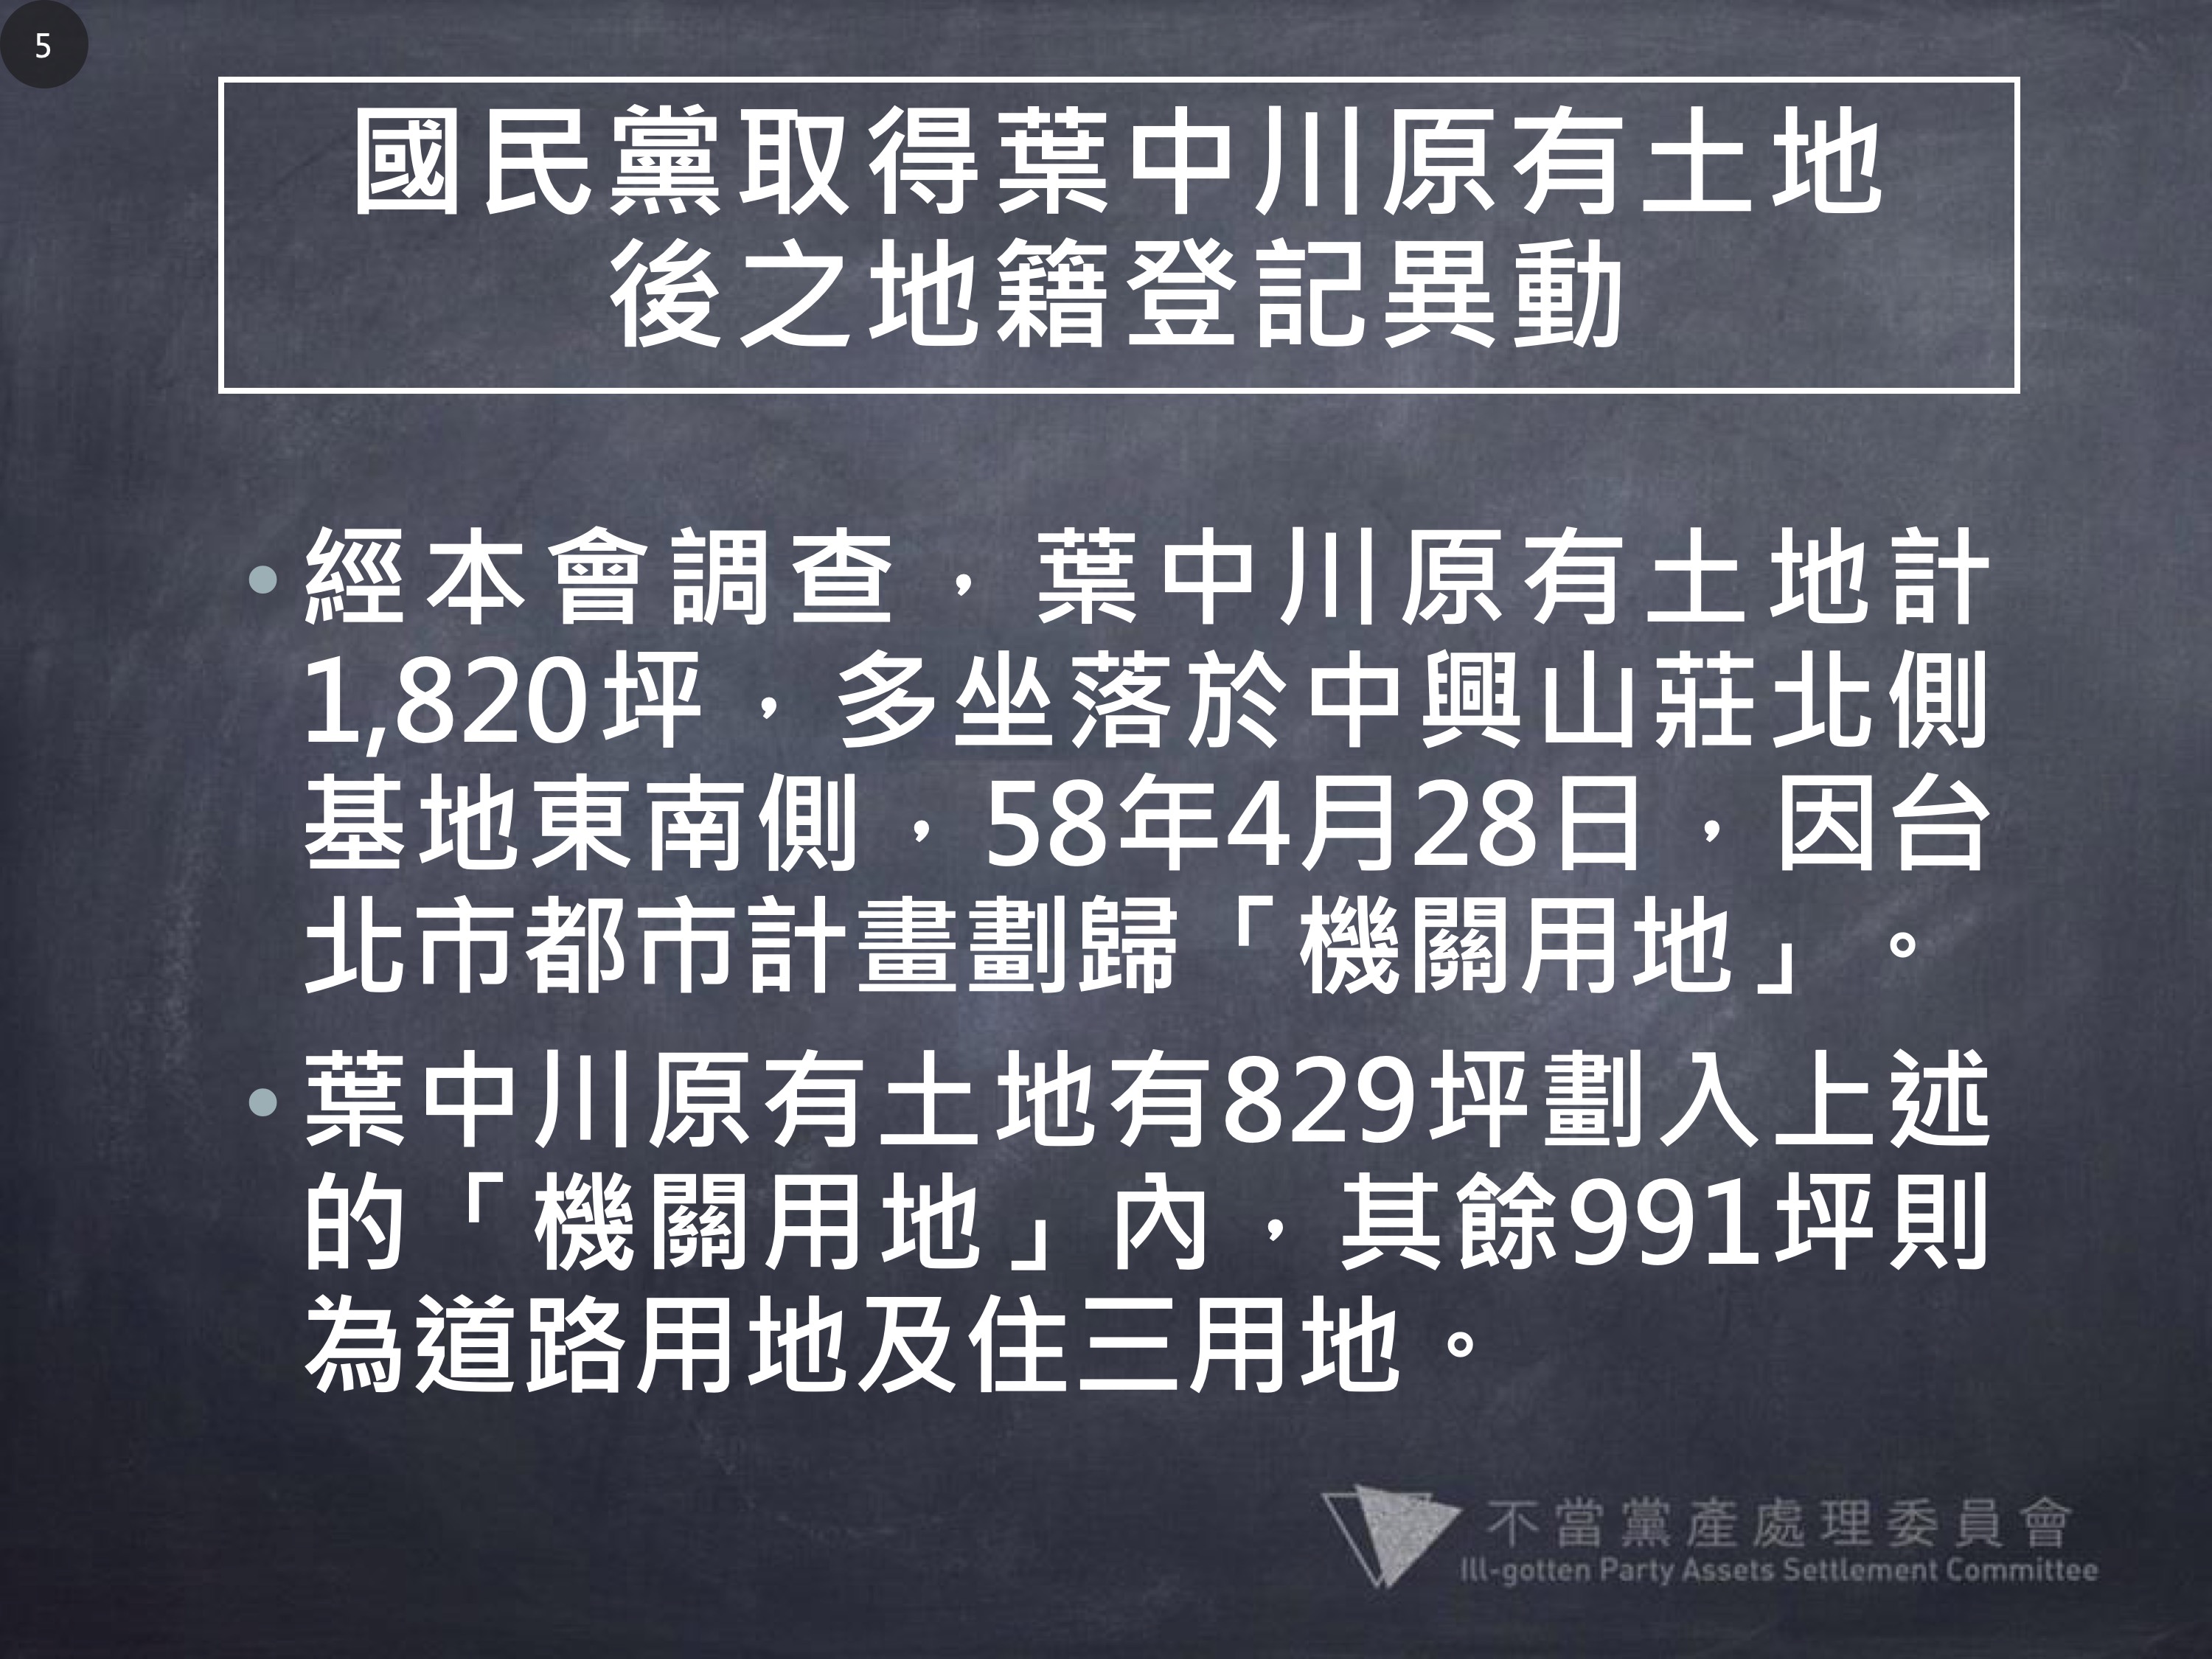 5
國民黨取得葉中川原有土地
後之地籍登記異動
• 經本會調查，葉中川原有土地計
1,820坪，多坐落於中興山莊北側
基地東南側，58年4月28日，因台
北市都市計畫劃歸「機關用地」。
• 葉中川原有土地有829坪劃入上述
的「機關用地」內，其餘991坪則
為道路用地及住三用地。
不當黨產處理委員會
Ill-gotten Party Assets Settlement Committee